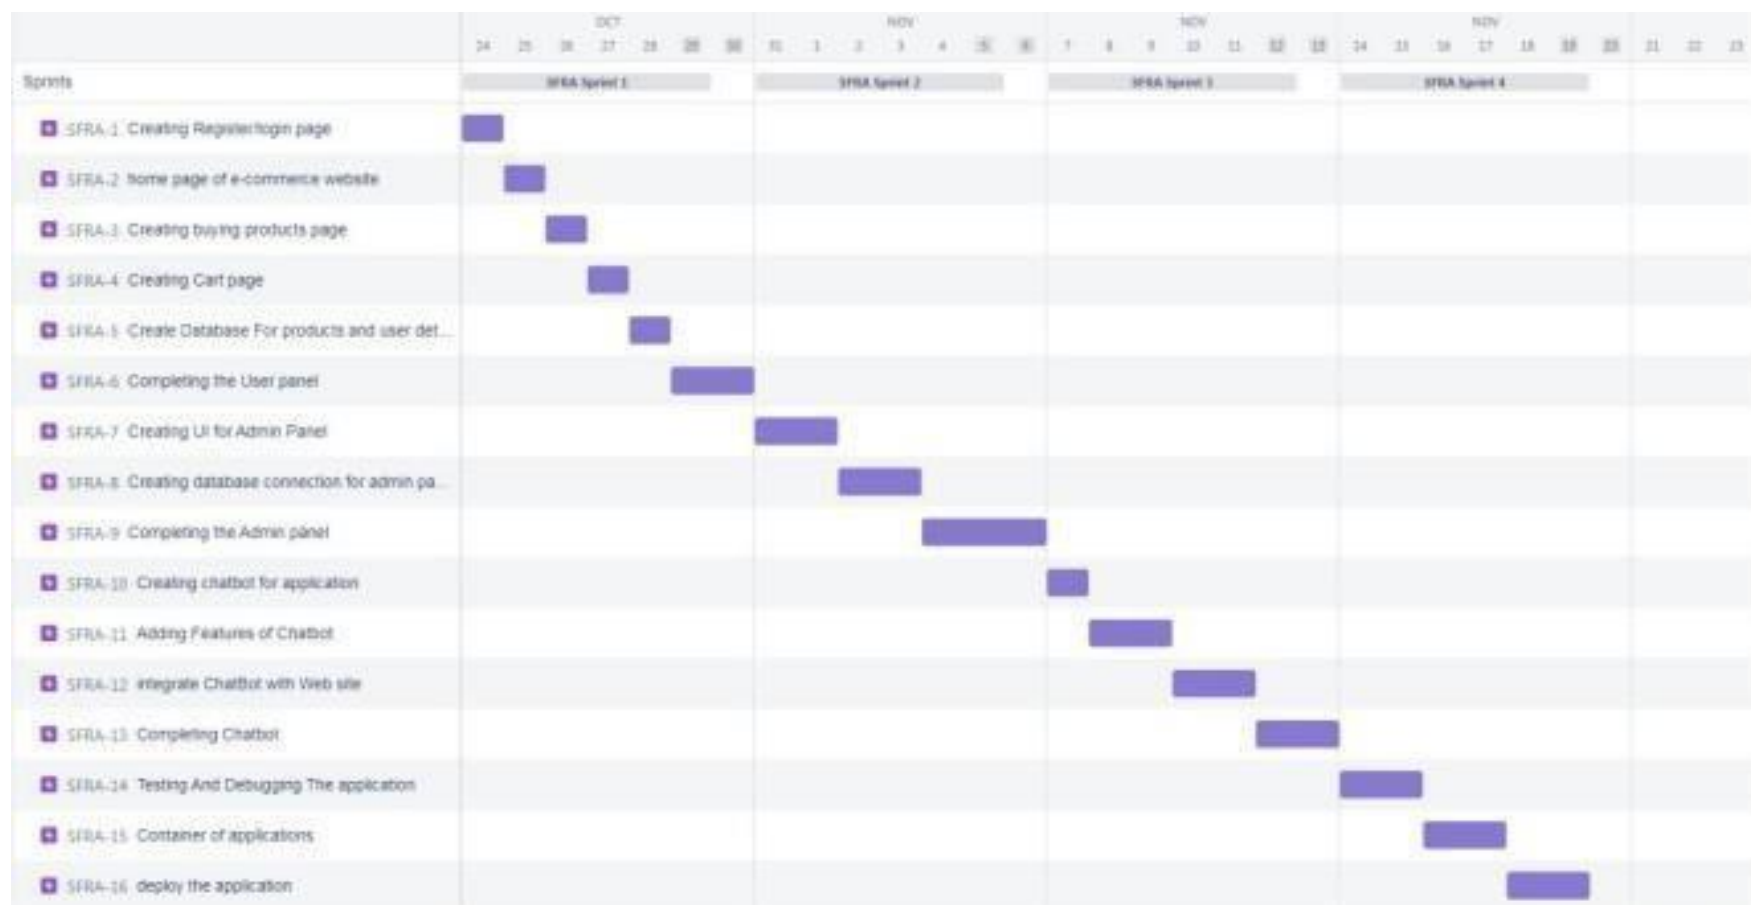 OCT NOV NOV NOV
24 25 26 27 28 29 30 31 1 2 3 4 5 6 7 8 9 10 11 12 13 14 15 16 17 18 19 20 21 22 23
Sprints SFRA Sprint 1 SFRA Sprint 2 SFRA Sprint 3 SFRA Sprint 4
SFRA-1 Creating Register/login page
SFRA-2 home page of e-commerce website
SFRA-3 Creating buying products page
SFRA-4 Creating Cart page
SFRA-5 Create Database For products and user det...
SFRA-6 Completing the User panel
SFRA-7 Creating UI for Admin Panel
SFRA-8 Creating database connection for admin pa...
SFRA-9 Completing the Admin panel
SFRA-10 Creating chatbot for application
SFRA-11 Adding Features of Chatbot
SFRA-12 integrate ChatBot with Web site
SFRA-13 Completing Chatbot
SFRA-14 Testing And Debugging The application
SFRA-15 Container of applications
SFRA-16 deploy the application